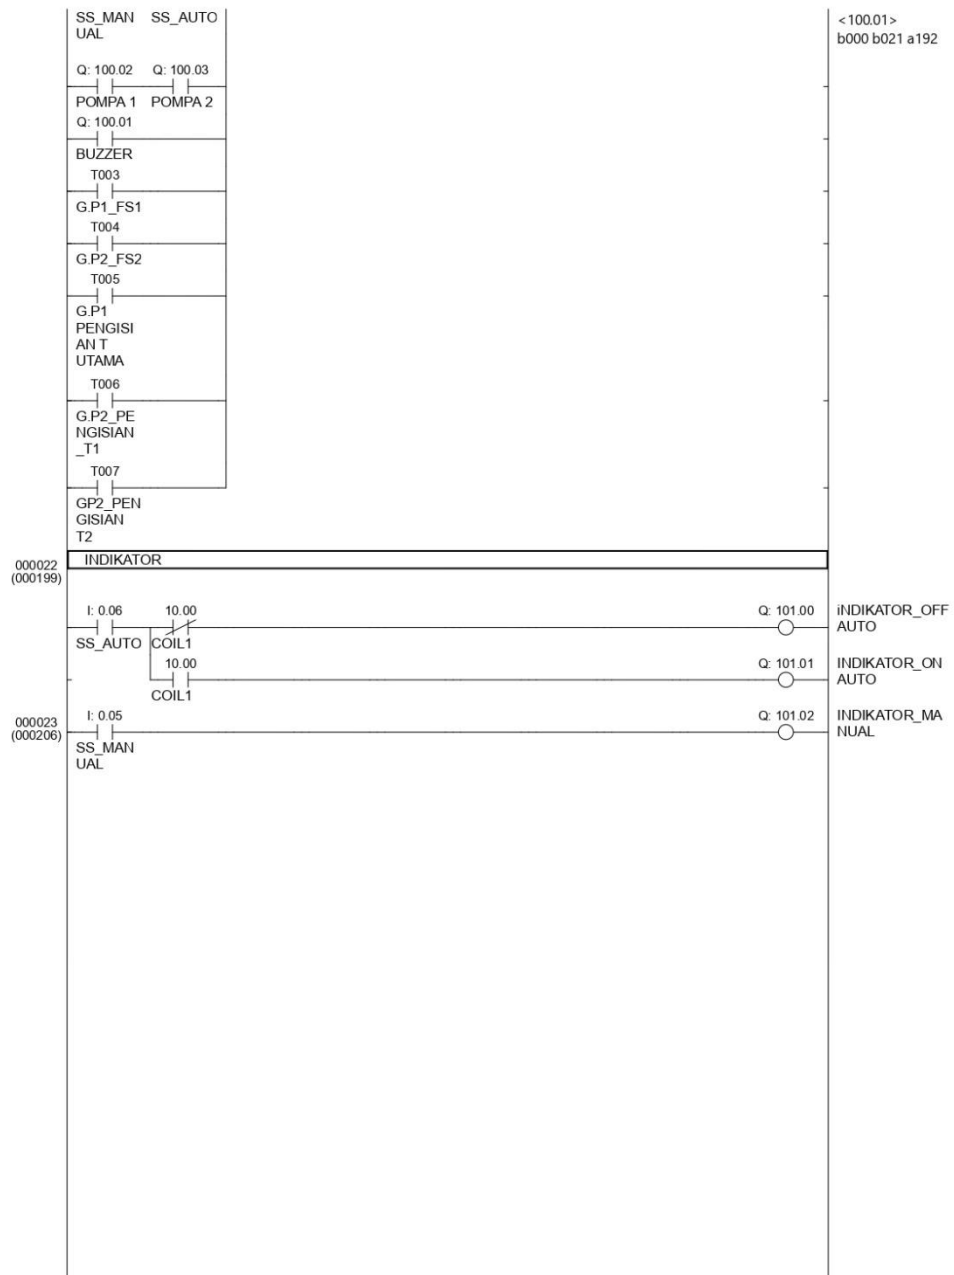 SS_MAN SS_AUTO
UAL
<100.01>
b000 b021 a192
Q: 100.02 Q: 100.03
POMPA 1 POMPA 2
Q: 100.01
BUZZER
T003
G.P1_FS1
T004
G.P2_FS2
T005
G.P1
PENGISI
AN T
UTAMA
T006
G.P2_PE
NGISIAN
_T1
T007
GP2_PEN
GISIAN
T2
000022
(000199)
INDIKATOR
I: 0.06 10.00 Q: 101.00 iNDIKATOR_OFF
SS_AUTO COIL1 AUTO
10.00 Q: 101.01 INDIKATOR_ON
COIL1 AUTO
000023
(000206)
I: 0.05 Q: 101.02 INDIKATOR_MA
NUAL
SS_MAN
UAL